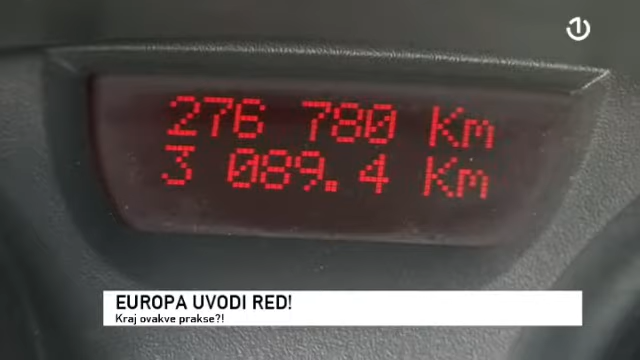 276 780 Km
3 089.4 Km
EUROPA UVODI RED!
Kraj ovakve prakse?!